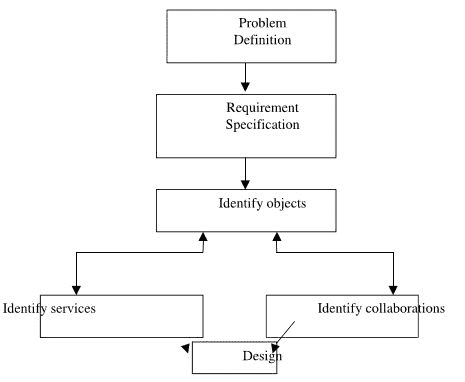 Problem
Definition
Requirement
Specification
Identify objects
Identify services
Identify collaborations
Design